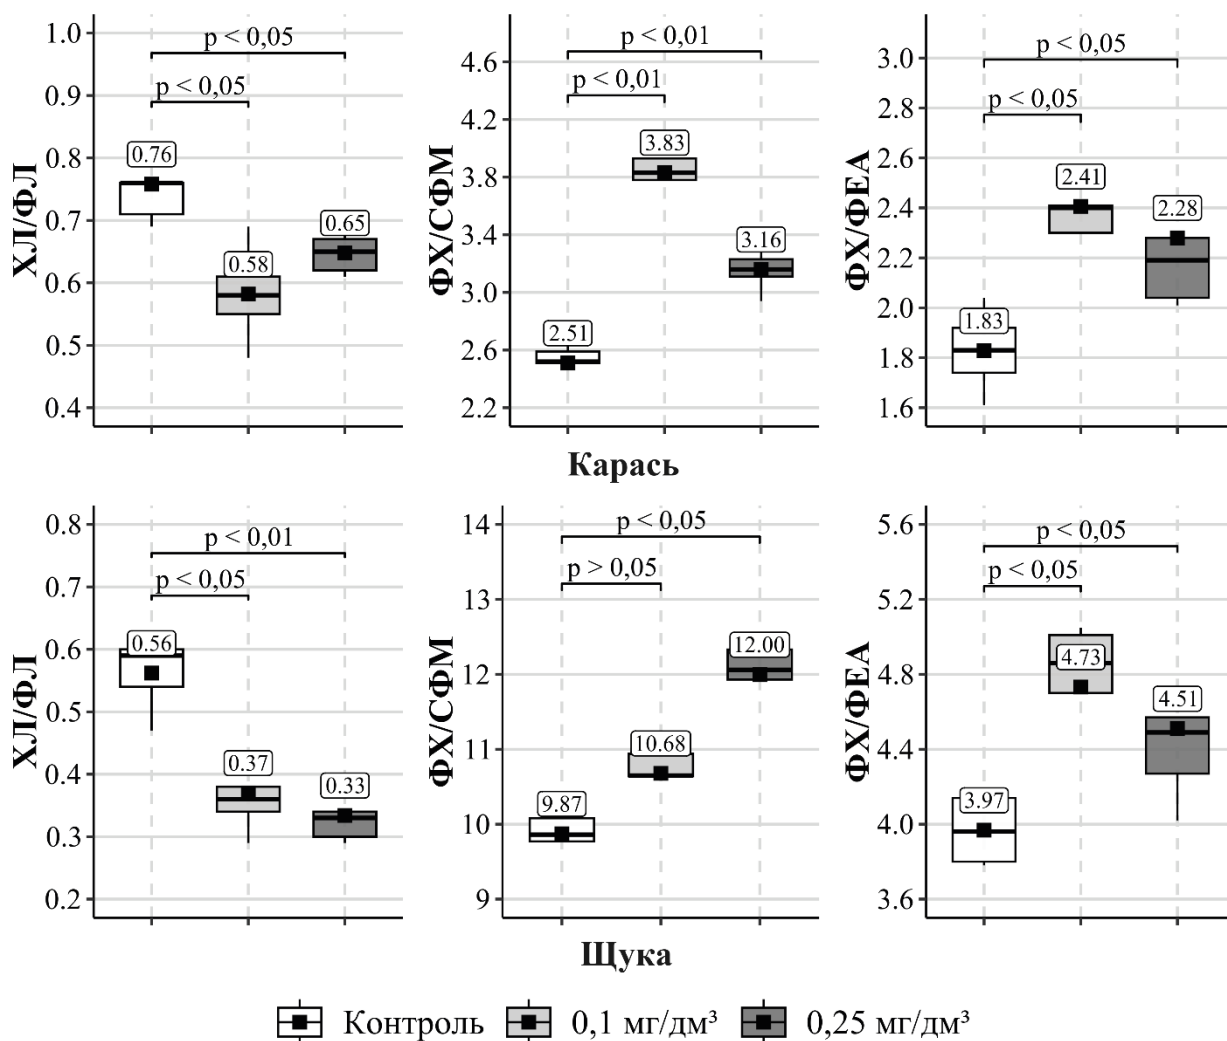 ХЛ/ФЛ
1.0
0.9
0.8
0.7
0.6
0.5
0.4
p < 0,05
p < 0,05
0.76
0.58
0.65
ФХ/СФМ
4.6
4.2
3.8
3.4
3.0
2.6
2.2
p < 0,01
p < 0,01
2.51
3.83
3.16
ФХ/ФЕА
3.0
2.8
2.6
2.4
2.2
2.0
1.8
1.6
p < 0,05
p < 0,05
1.83
2.41
2.28
Карась
ХЛ/ФЛ
0.8
0.7
0.6
0.5
0.4
0.3
0.2
p < 0,01
p < 0,05
0.56
0.37
0.33
ФХ/СФМ
14
13
12
11
10
9
p < 0,05
p > 0,05
9.87
10.68
12.00
ФХ/ФЕА
5.6
5.2
4.8
4.4
4.0
3.6
p < 0,05
p < 0,05
3.97
4.73
4.51
Щука
Контроль 0,1 мг/дм³ 0,25 мг/дм³